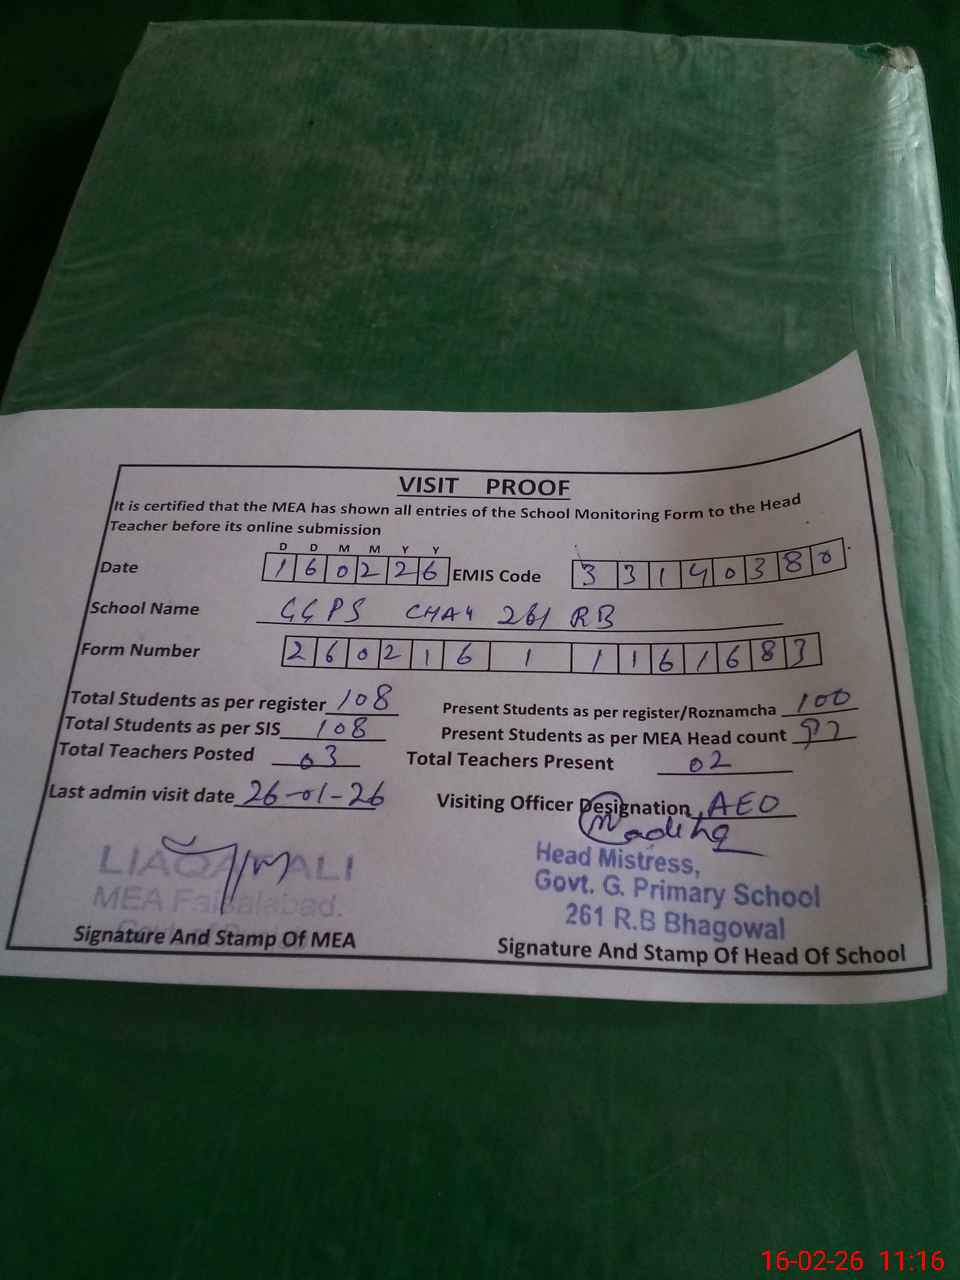 VISIT PROOF
It is certified that the MEA has shown all entries of the School Monitoring Form to the Head
Teacher before its online submission
D D M M Y Y
Date 1 6 0 2 2 6 EMIS Code 3 3 1 4 0 3 8 0
School Name GGPS CHAK 261 RB
Form Number 2 6 0 2 1 6 1 1 1 6 1 6 8 3
Total Students as per register 108 Present Students as per register/Roznamcha 100
Total Students as per SIS 108 Present Students as per MEA Head count
Total Teachers Posted 03 Total Teachers Present 02
Last admin visit date 26-01-26 Visiting Officer Designation AEO
LIAQAT ALI
MEA Faisalabad.
Head Mistress,
Govt. G. Primary School
261 R.B Bhagowal
Signature And Stamp Of MEA Signature And Stamp Of Head Of School
16-02-26 11:16